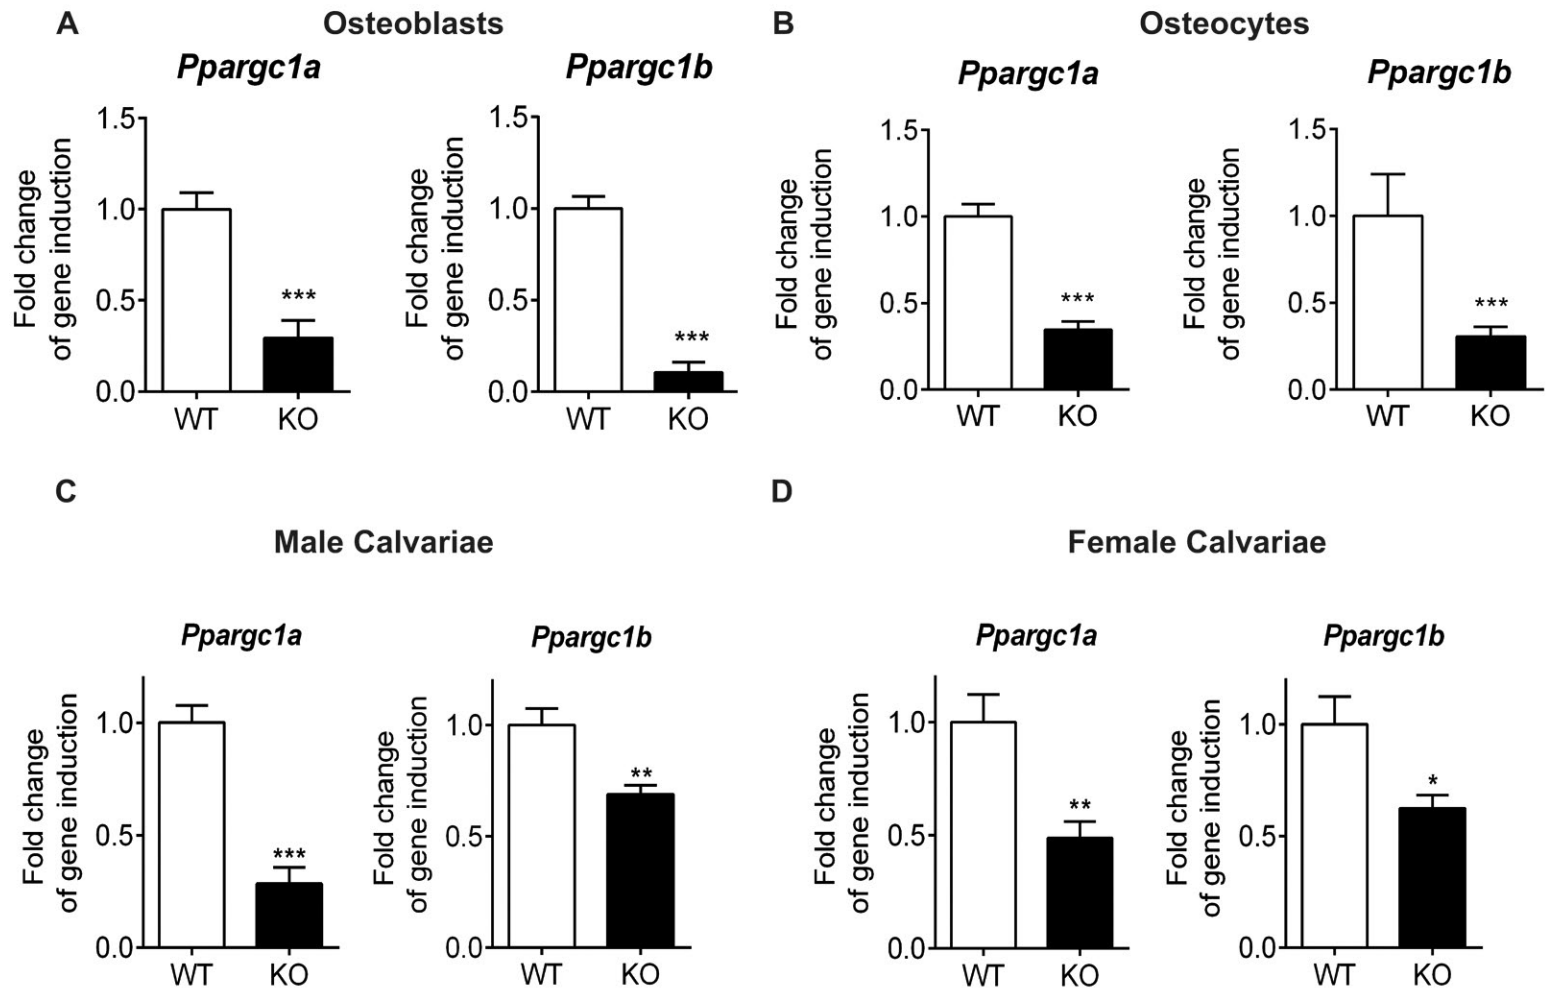 A
Osteoblasts
Ppargc1a
Ppargc1b
Fold change
of gene induction
1.5
1.0
0.5
0.0
***
WT
KO
Fold change
of gene induction
1.5
1.0
0.5
0.0
***
WT
KO
B
Osteocytes
Ppargc1a
Ppargc1b
Fold change
of gene induction
1.5
1.0
0.5
0.0
***
WT
KO
Fold change
of gene induction
1.5
1.0
0.5
0.0
***
WT
KO
C
Male Calvariae
Ppargc1a
Ppargc1b
Fold change
of gene induction
1.0
0.5
0.0
***
WT
KO
Fold change
of gene induction
1.0
0.5
0.0
**
WT
KO
D
Female Calvariae
Ppargc1a
Ppargc1b
Fold change
of gene induction
1.0
0.5
0.0
**
WT
KO
Fold change
of gene induction
1.0
0.5
0.0
*
WT
KO